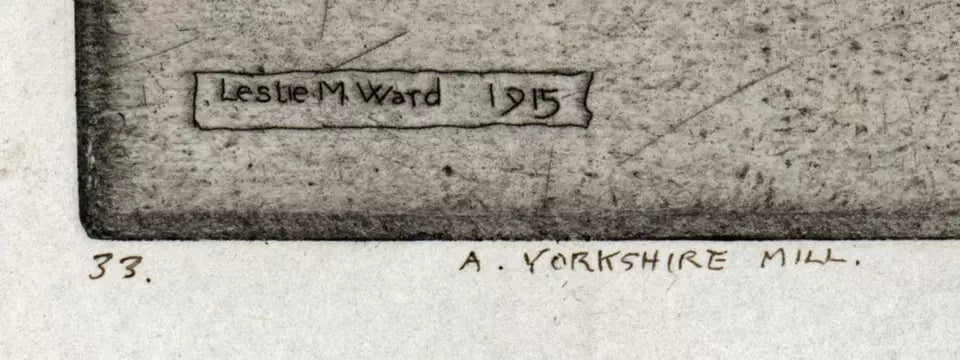 Leslie M. Ward 1915
33.
A. YORKSHIRE MILL.